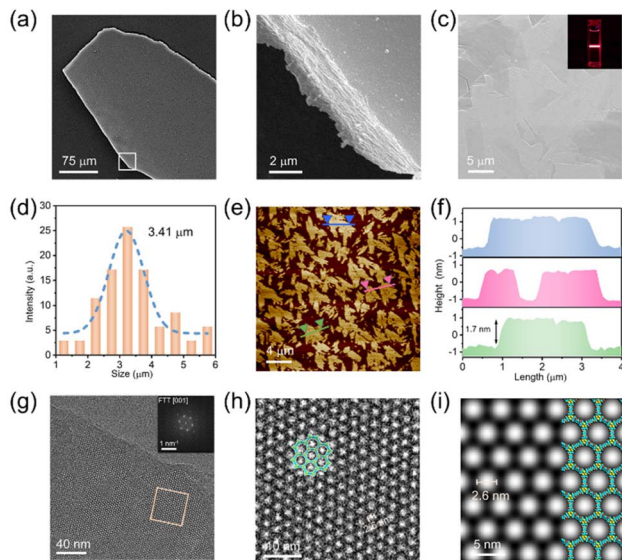 (a)
75 μm
(b)
2 μm
(c)
5 μm
(d)
30
25
20
15
10
5
0
1 2 3 4 5 6
Intensity (a.u.)
Size (μm)
3.41 μm
(e)
4 μm
(f)
1
0
-1
1
0
-1
1
0
-1
Height (nm)
1.7 nm
0 1 2 3 4
Length (μm)
(g)
FTT [001]
1 nm⁻¹
40 nm
(h)
10 nm
(i)
2.6 nm
5 nm